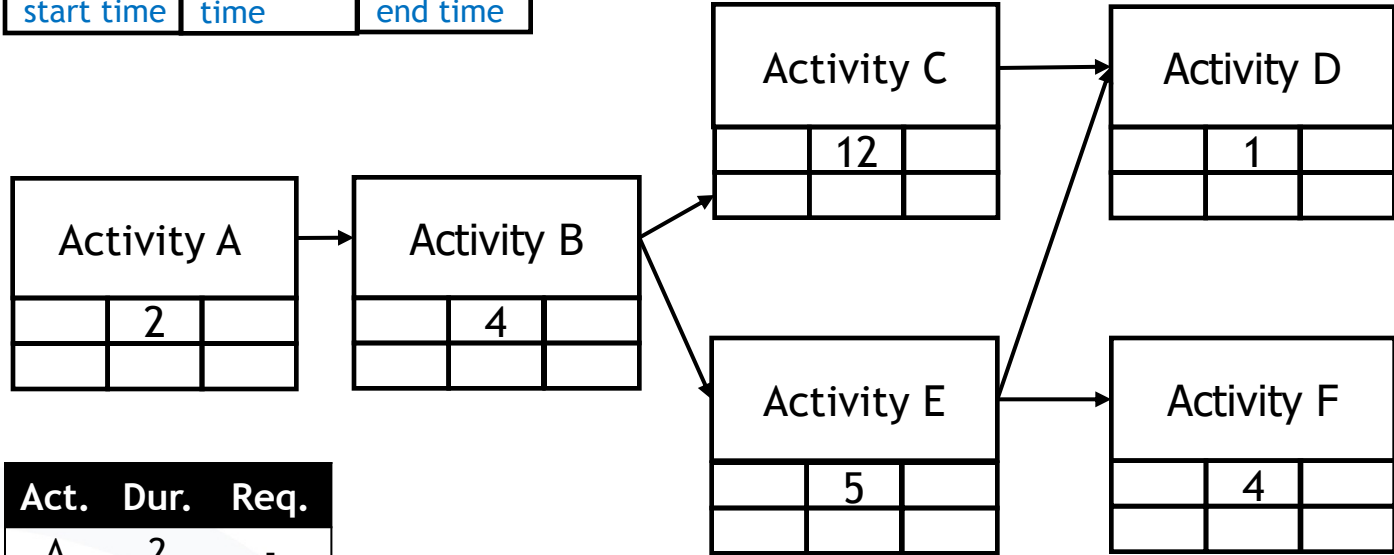 start time time end time
Activity C
12
Activity D
1
Activity A
2
Activity B
4
Activity E
5
Activity F
4
Act. Dur. Req.
A 2 -